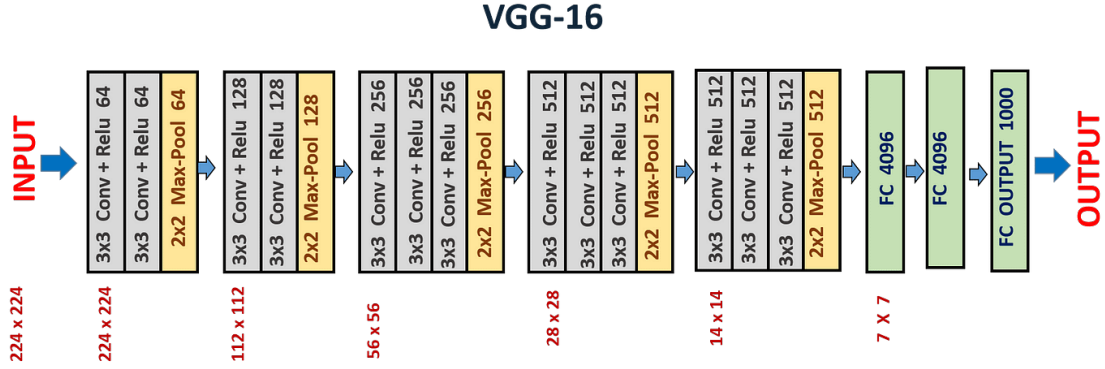 VGG-16
INPUT
3x3 Conv + Relu 64
3x3 Conv + Relu 64
2x2 Max-Pool 64
3x3 Conv + Relu 128
3x3 Conv + Relu 128
2x2 Max-Pool 128
3x3 Conv + Relu 256
3x3 Conv + Relu 256
3x3 Conv + Relu 256
2x2 Max-Pool 256
3x3 Conv + Relu 512
3x3 Conv + Relu 512
3x3 Conv + Relu 512
2x2 Max-Pool 512
3x3 Conv + Relu 512
3x3 Conv + Relu 512
3x3 Conv + Relu 512
2x2 Max-Pool 512
FC 4096
FC 4096
FC OUTPUT 1000
OUTPUT
224 x 224
224 x 224
112 x 112
56 x 56
28 x 28
14 x 14
7 X 7